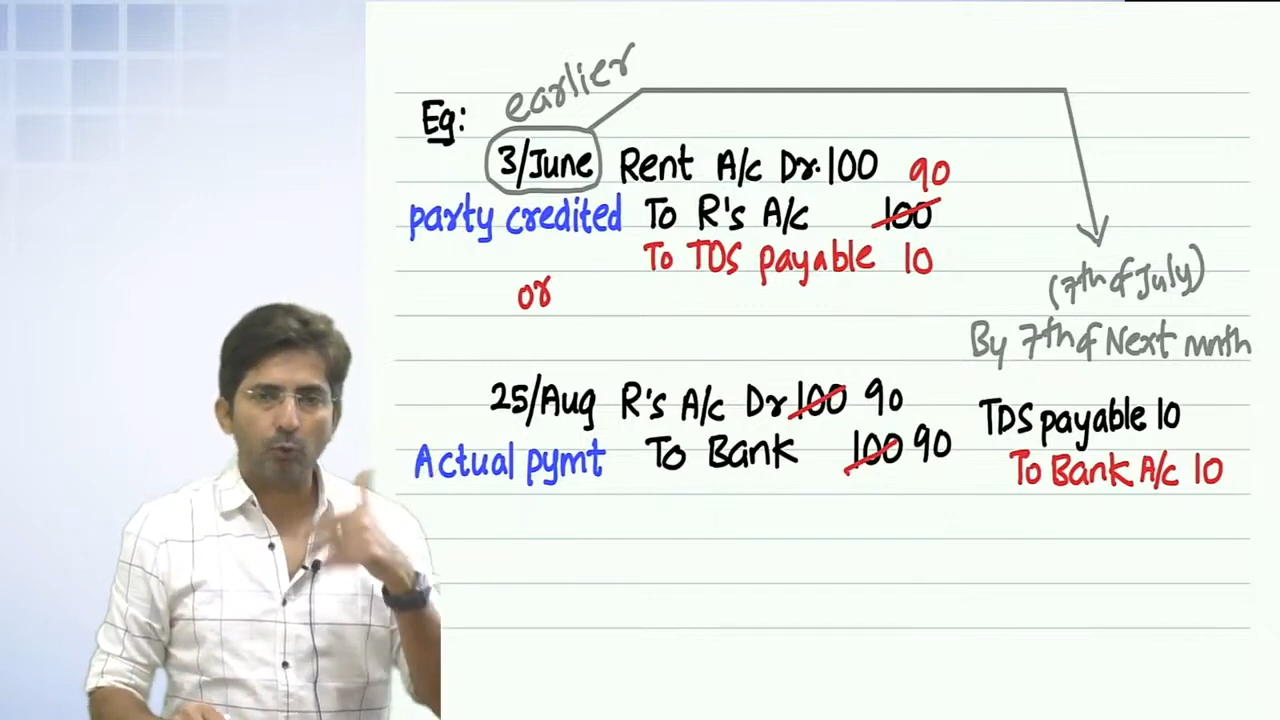 earlier
Eg:
3/June Rent A/c Dr. 100 90
party credited To R's A/c 100
To TDS payable 10
or
(7th of July)
By 7th of Next mnth
25/Aug R's A/c Dr 100 90
Actual pymt To Bank 100 90
TDS payable 10
To Bank A/c 10